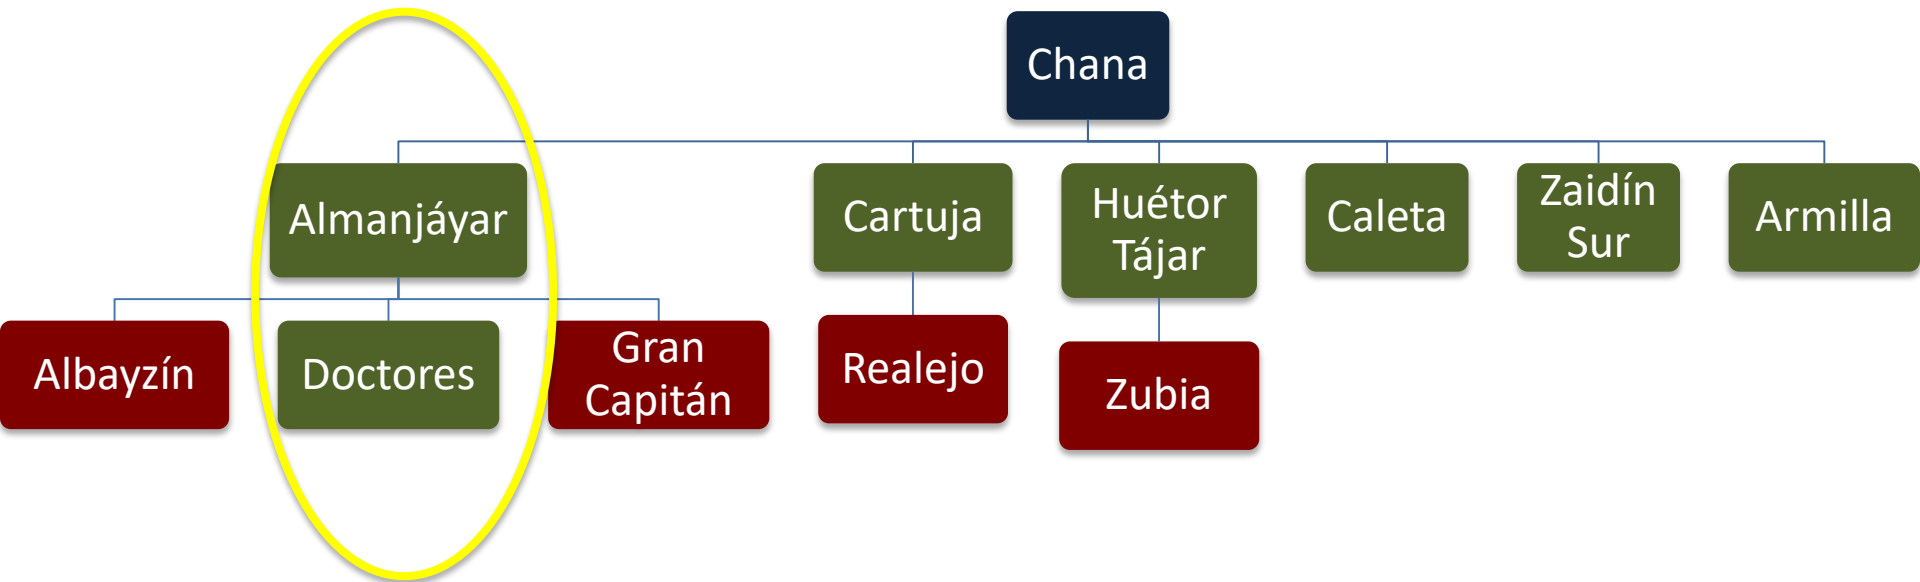 Chana
Almanjáyar
Cartuja
Huétor
Tájar
Caleta
Zaidín
Sur
Armilla
Albayzín
Doctores
Gran
Capitán
Realejo
Zubia